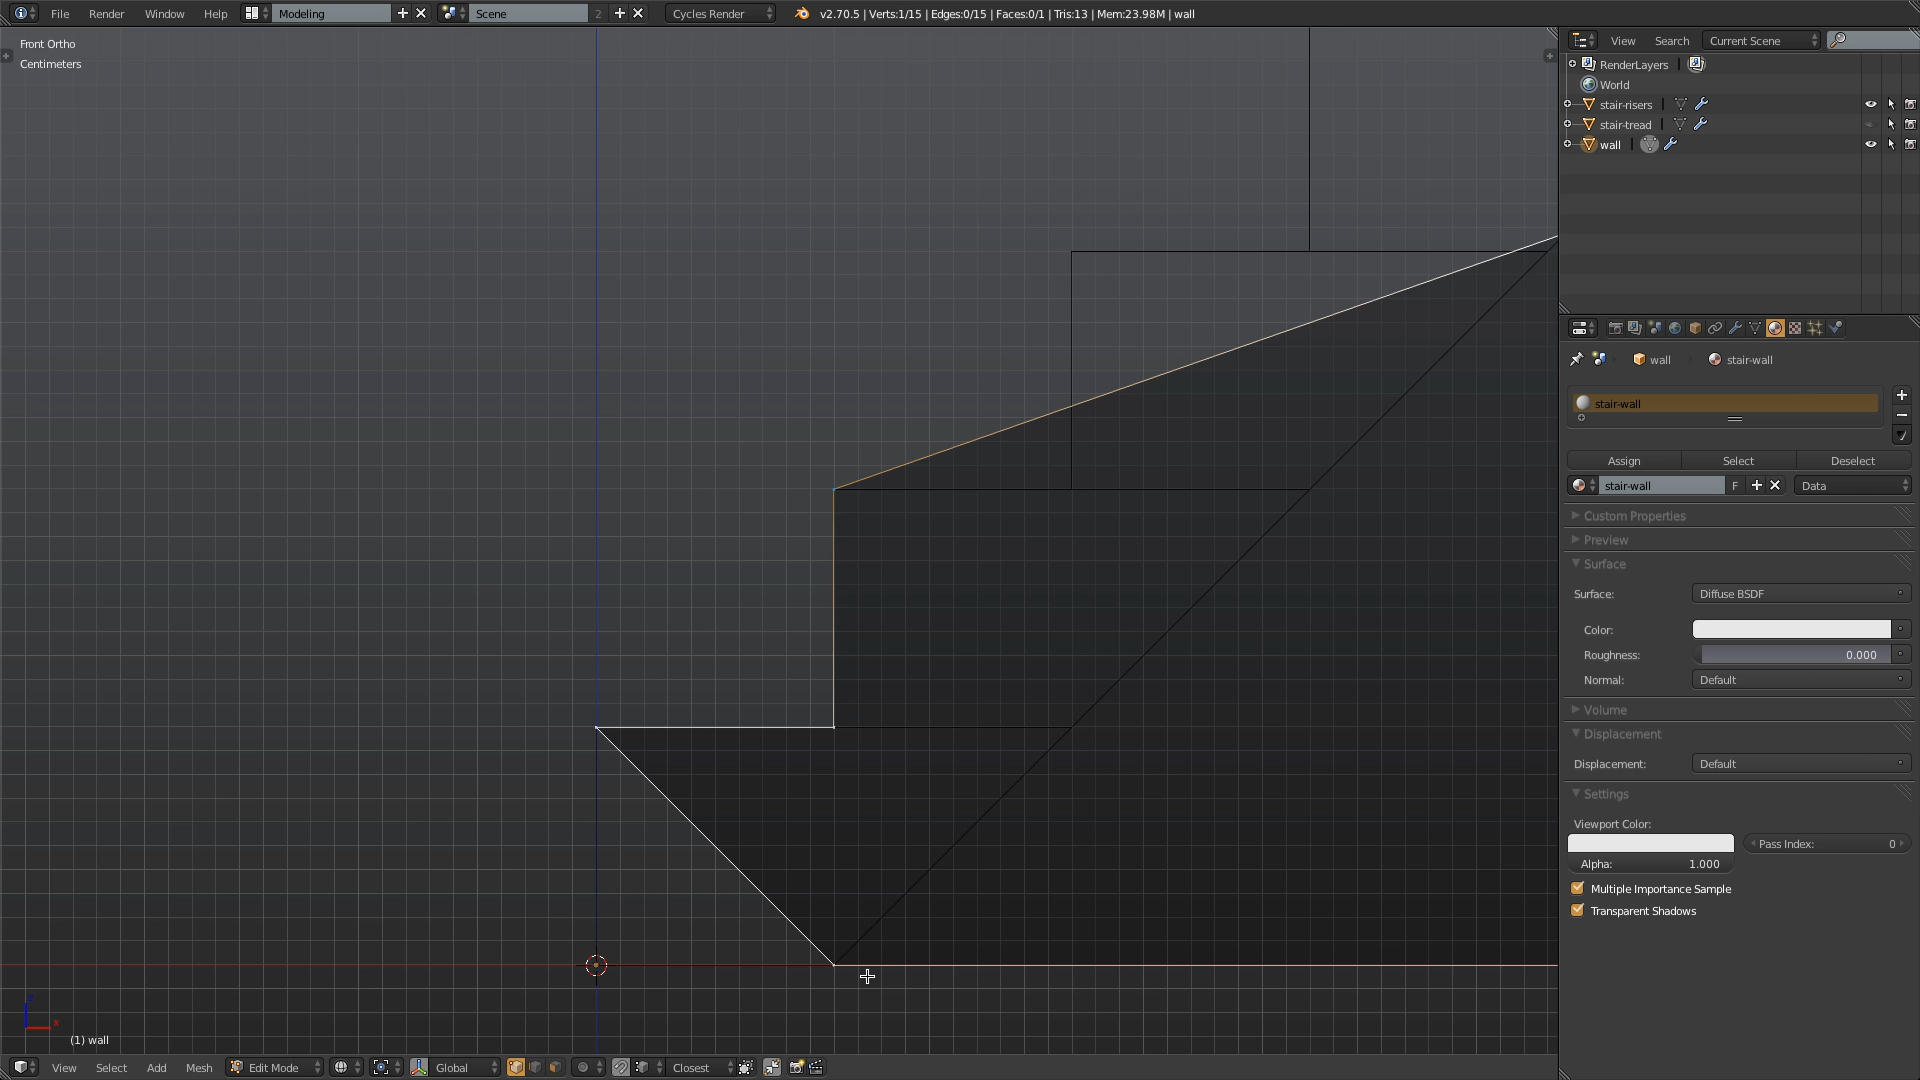 File Render Window Help Modeling Scene 2 Cycles Render v2.70.5 | Verts:1/15 | Edges:0/15 | Faces:0/1 | Tris:13 | Mem:23.98M | wall
Front Ortho
Centimeters
View Search Current Scene
RenderLayers
World
stair-risers
stair-tread
wall
wall stair-wall
stair-wall
Assign Select Deselect
stair-wall F Data
Custom Properties
Preview
Surface
Surface: Diffuse BSDF
Color:
Roughness: 0.000
Normal: Default
Volume
Displacement
Displacement: Default
Settings
Viewport Color:
Pass Index: 0
Alpha: 1.000
Multiple Importance Sample
Transparent Shadows
z
x
(1) wall
View Select Add Mesh Edit Mode Global Closest